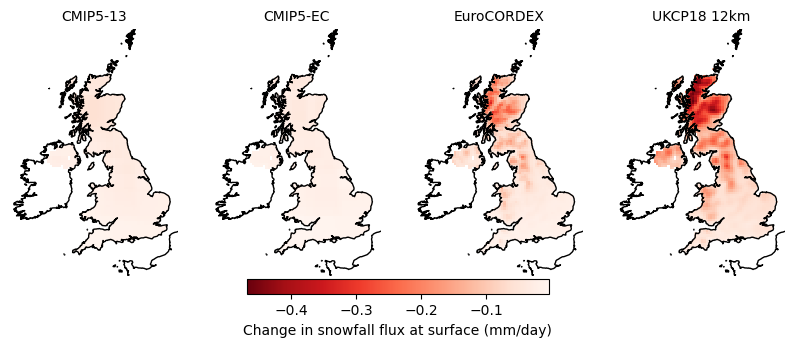 CMIP5-13 CMIP5-EC EuroCORDEX UKCP18 12km
−0.4 −0.3 −0.2 −0.1
Change in snowfall flux at surface (mm/day)